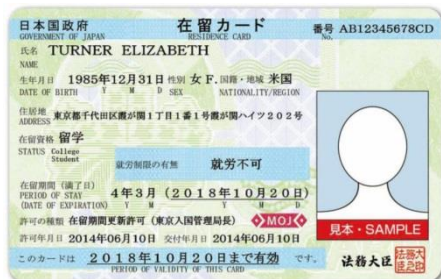 日本国政府 在留カード 番号 AB12345678CD
GOVERNMENT OF JAPAN RESIDENCE CARD No.
氏名 TURNER ELIZABETH
NAME
生年月日 1985年12月31日 性別 女 F. 国籍・地域 米国
DATE OF BIRTH Y M D SEX NATIONALITY/REGION
住居地 東京都千代田区霞が関1丁目1番1号霞が関ハイツ202号
ADDRESS
在留資格 留学
STATUS College
Student
就労制限の有無 就労不可
在留期間(満了日) 4年3月(2018年10月20日)
PERIOD OF STAY
(DATE OF EXPIRATION) Y M Y M D
許可の種類 在留期間更新許可(東京入国管理局長) MOJ
見本・SAMPLE
許可年月日 2014年06月10日 交付年月日 2014年06月10日
このカードは 2018年10月20日まで有効 です。
PERIOD OF VALIDITY OF THIS CARD
法務大臣